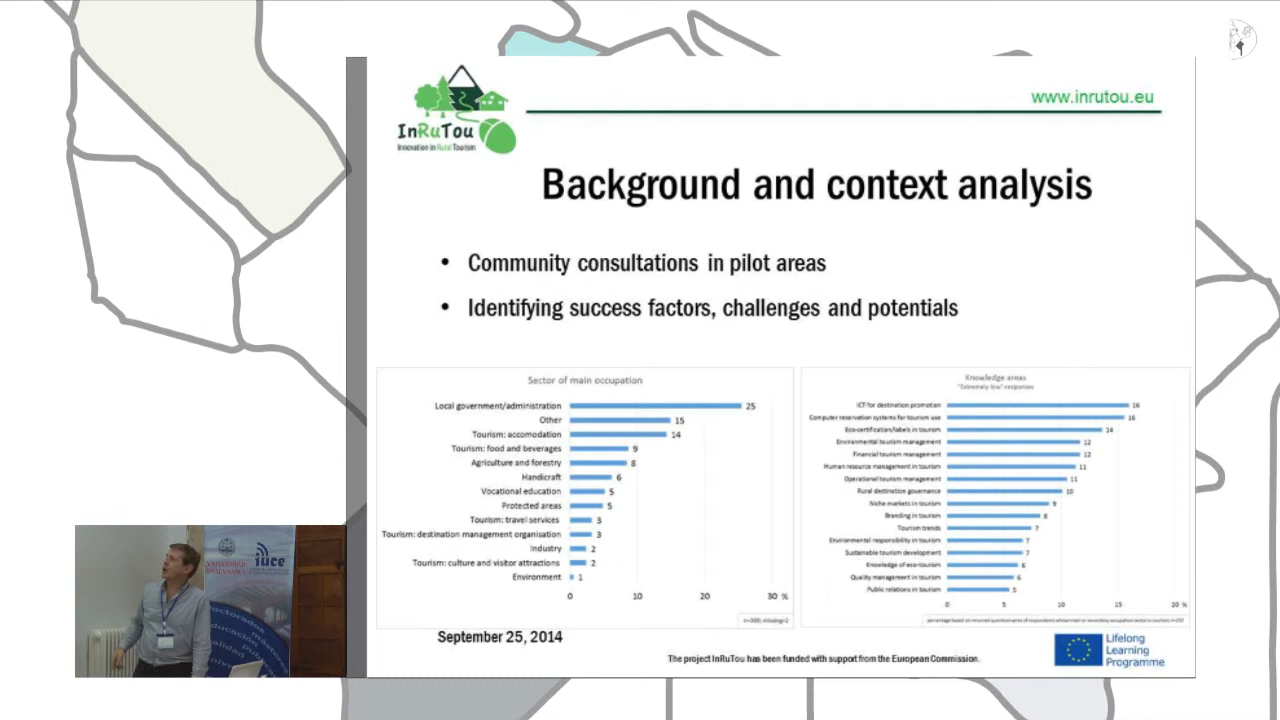 www.inrutou.eu
InRuTou
Innovation in Rural Tourism
Background and context analysis
• Community consultations in pilot areas
• Identifying success factors, challenges and potentials
Sector of main occupation
Local government/administration 25
Other 15
Tourism: accomodation 14
Tourism: food and beverages 9
Agriculture and forestry 8
Handicraft 6
Vocational education 5
Protected areas 5
Tourism: travel services 3
Tourism: destination management organisation 3
Industry 2
Tourism: culture and visitor attractions 2
Environment 1
0 10 20 30 %
Knowledge areas
"Extremely low"-responses
ICT for destination promotion 16
Computer reservation systems for tourism use 16
Eco-certification/labels in tourism 14
Environmental tourism management 12
Financial tourism management 12
Human resource management in tourism 11
Operational tourism management 11
Rural destination governance 10
Niche markets in tourism 9
Branding in tourism 8
Tourism trends 7
Environmental responsibility in tourism 7
Sustainable tourism development 7
Knowledge of eco-tourism 6
Quality management in tourism 6
Public relations in tourism 5
0 5 10 15 20 %
September 25, 2014
The project InRuTou has been funded with support from the European Commission.
Lifelong
Learning
Programme
iuce